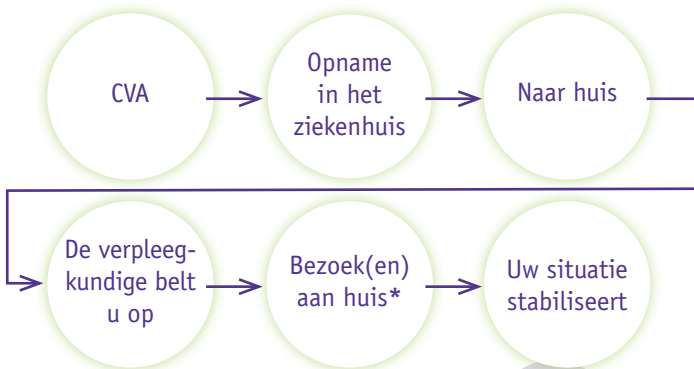 CVA
Opname
in het
ziekenhuis
Naar huis
De verpleeg-
kundige belt
u op
Bezoek(en)
aan huis*
Uw situatie
stabiliseert